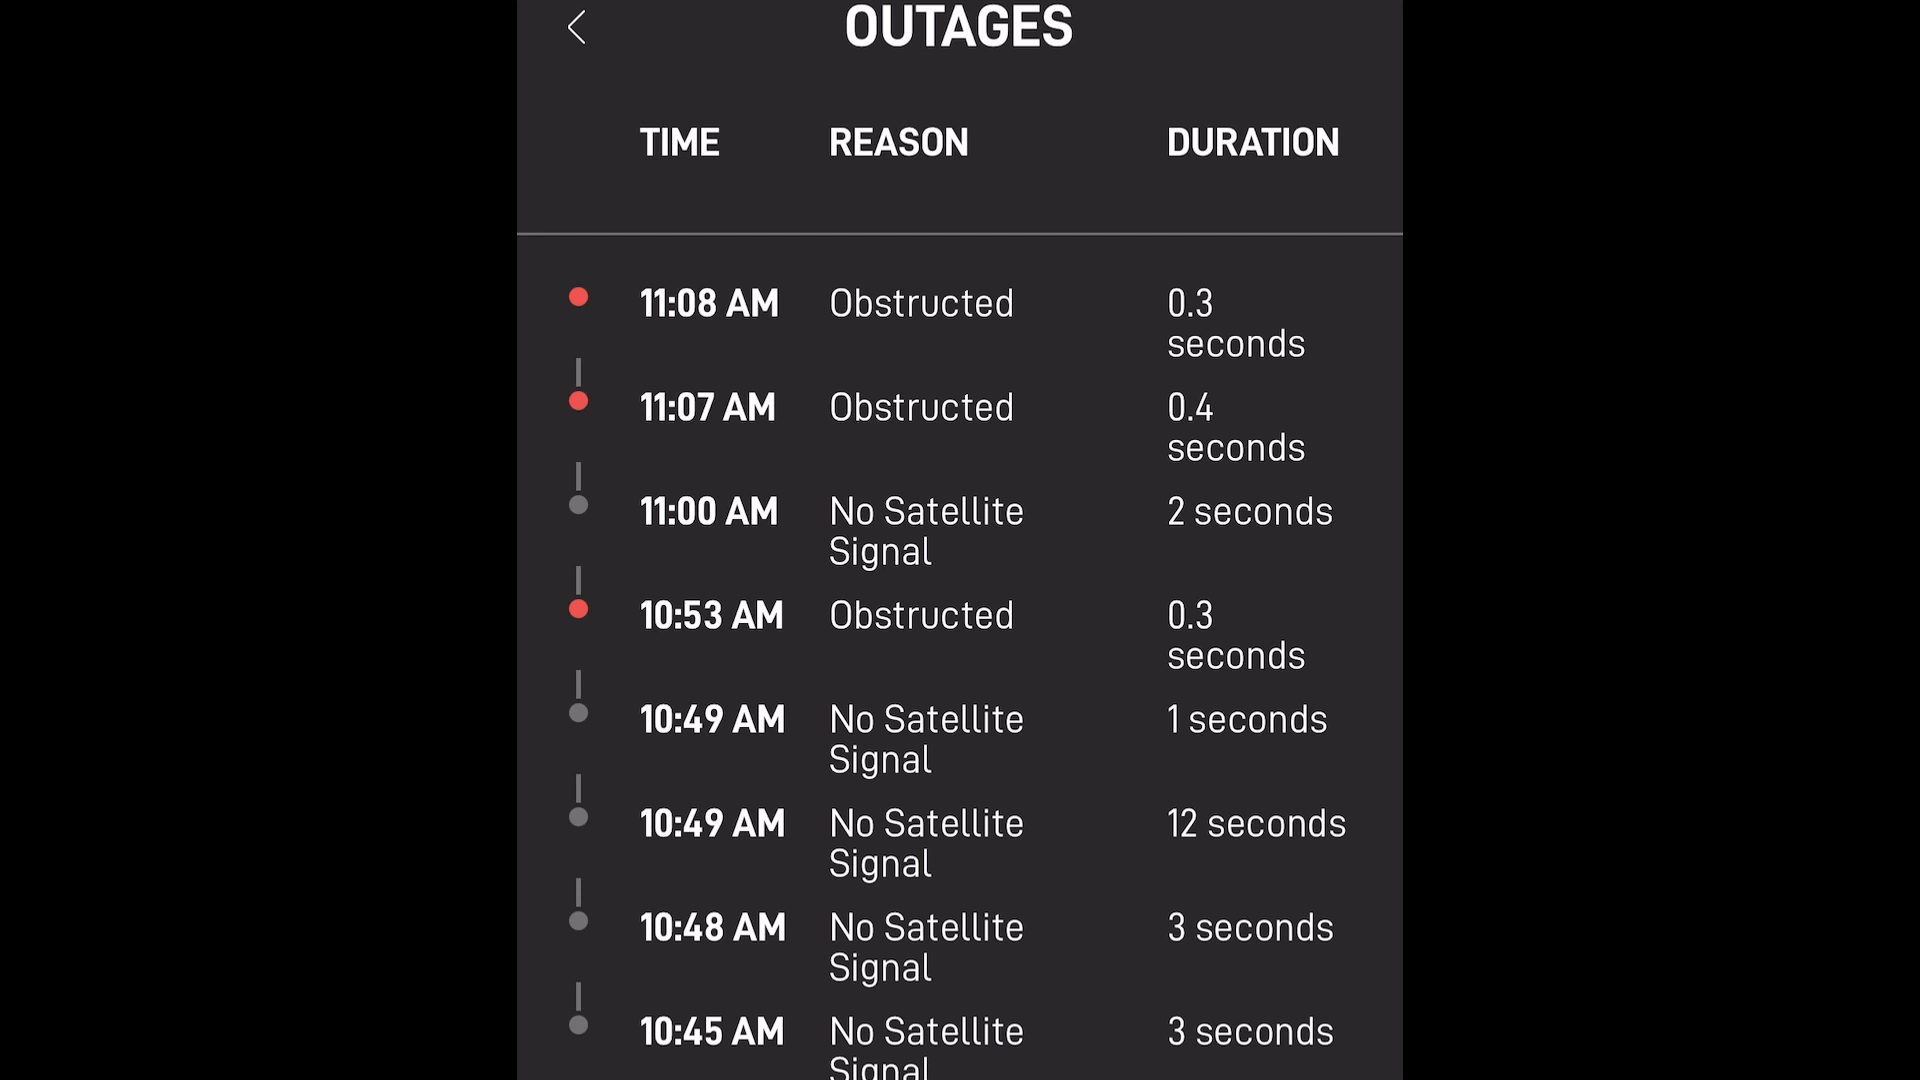 OUTAGES
TIME REASON DURATION
11:08 AM Obstructed 0.3
seconds
11:07 AM Obstructed 0.4
seconds
11:00 AM No Satellite 2 seconds
Signal
10:53 AM Obstructed 0.3
seconds
10:49 AM No Satellite 1 seconds
Signal
10:49 AM No Satellite 12 seconds
Signal
10:48 AM No Satellite 3 seconds
Signal
10:45 AM No Satellite 3 seconds
Signal